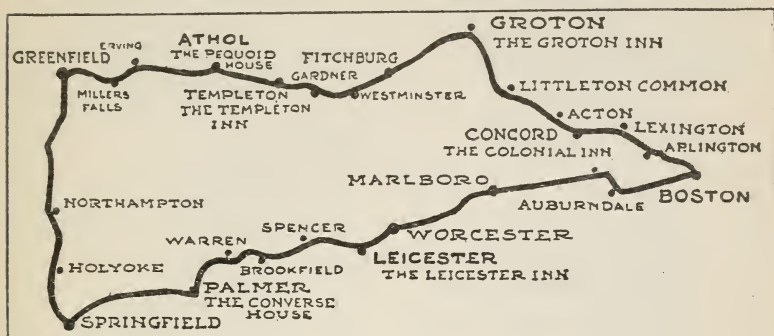 GROTON
THE GROTON INN
ATHOL
THE PEQUOID
HOUSE
ERVING
GREENFIELD
FITCHBURG
GARDNER
MILLERS
FALLS
TEMPLETON
THE TEMPLETON
INN
WESTMINSTER
LITTLETON COMMON
ACTON
LEXINGTON
CONCORD
THE COLONIAL INN
ARLINGTON
MARLBORO
AUBURNDALE
BOSTON
NORTHAMPTON
SPENCER
WORCESTER
WARREN
LEICESTER
THE LEICESTER INN
BROOKFIELD
HOLYOKE
PALMER
THE CONVERSE
HOUSE
SPRINGFIELD